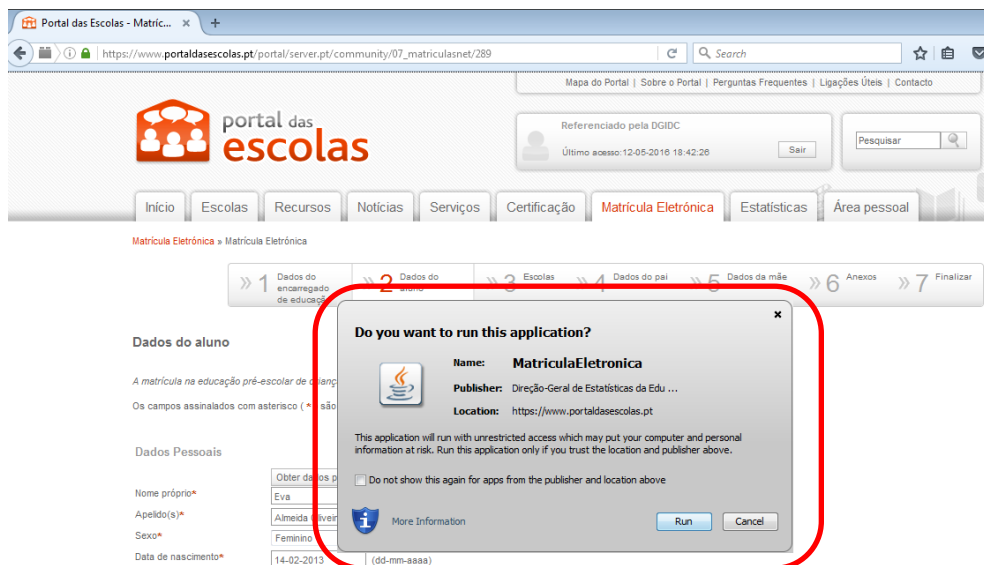 Portal das Escolas - Matríc...
https://www.portaldasescolas.pt/portal/server.pt/community/07_matriculasnet/289
Search
Mapa do Portal | Sobre o Portal | Perguntas Frequentes | Ligações Úteis | Contacto
portal das
escolas
Referenciado pela DGIDC
Último acesso:12-05-2016 18:42:26
Sair
Pesquisar
Início
Escolas
Recursos
Notícias
Serviços
Certificação
Matrícula Eletrónica
Estatísticas
Área pessoal
Matrícula Eletrónica » Matrícula Eletrónica
» 1 Dados do
encarregado
de educaçã
» 2 Dados do
aluno
» 3 Escolas
» 4 Dados do pai
» 5 Dados da mãe
» 6 Anexos
» 7 Finalizar
Dados do aluno
A matrícula na educação pré-escolar de crianç
Os campos assinalados com asterisco ( * ) são
Dados Pessoais
Obter dados p
Nome próprio*
Eva
Apelido(s)*
Almeida Oliveir
Sexo*
Feminino
Data de nascimento*
14-02-2013
(dd-mm-aaaa)
Do you want to run this application?
Name: MatriculaEletronica
Publisher: Direção-Geral de Estatísticas da Edu ...
Location: https://www.portaldasescolas.pt
This application will run with unrestricted access which may put your computer and personal
information at risk. Run this application only if you trust the location and publisher above.
Do not show this again for apps from the publisher and location above
More Information
Run
Cancel